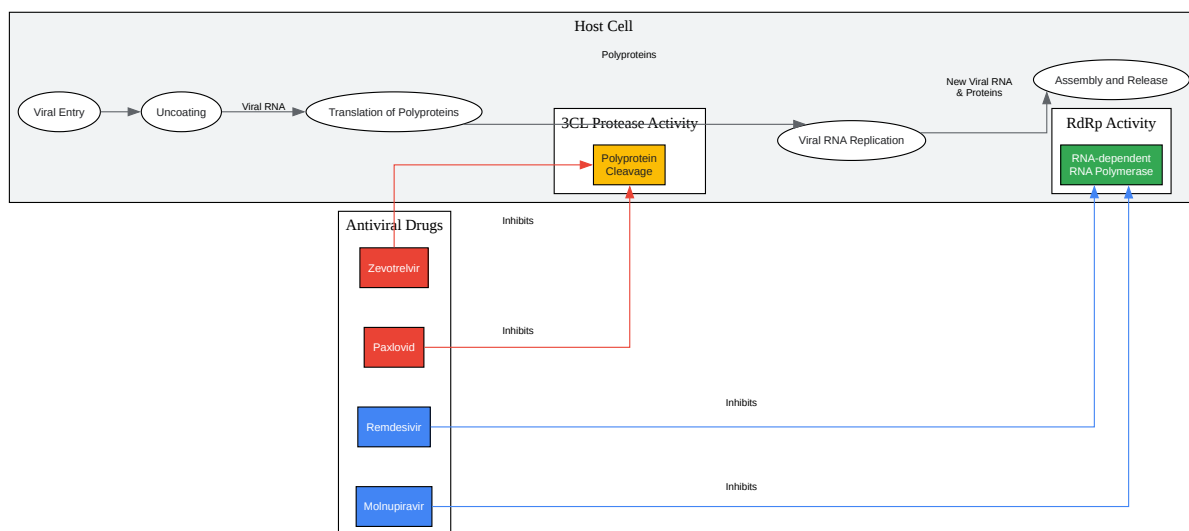 Host Cell
Polyproteins
New Viral RNA
& Proteins
Assembly and Release
Viral Entry
Uncoating
Viral RNA
Translation of Polyproteins
3CL Protease Activity
Viral RNA Replication
RdRp Activity
Polyprotein
Cleavage
RNA-dependent
RNA Polymerase
Antiviral Drugs
Inhibits
Zevotrelvir
Inhibits
Paxlovid
Inhibits
Remdesivir
Inhibits
Molnupiravir